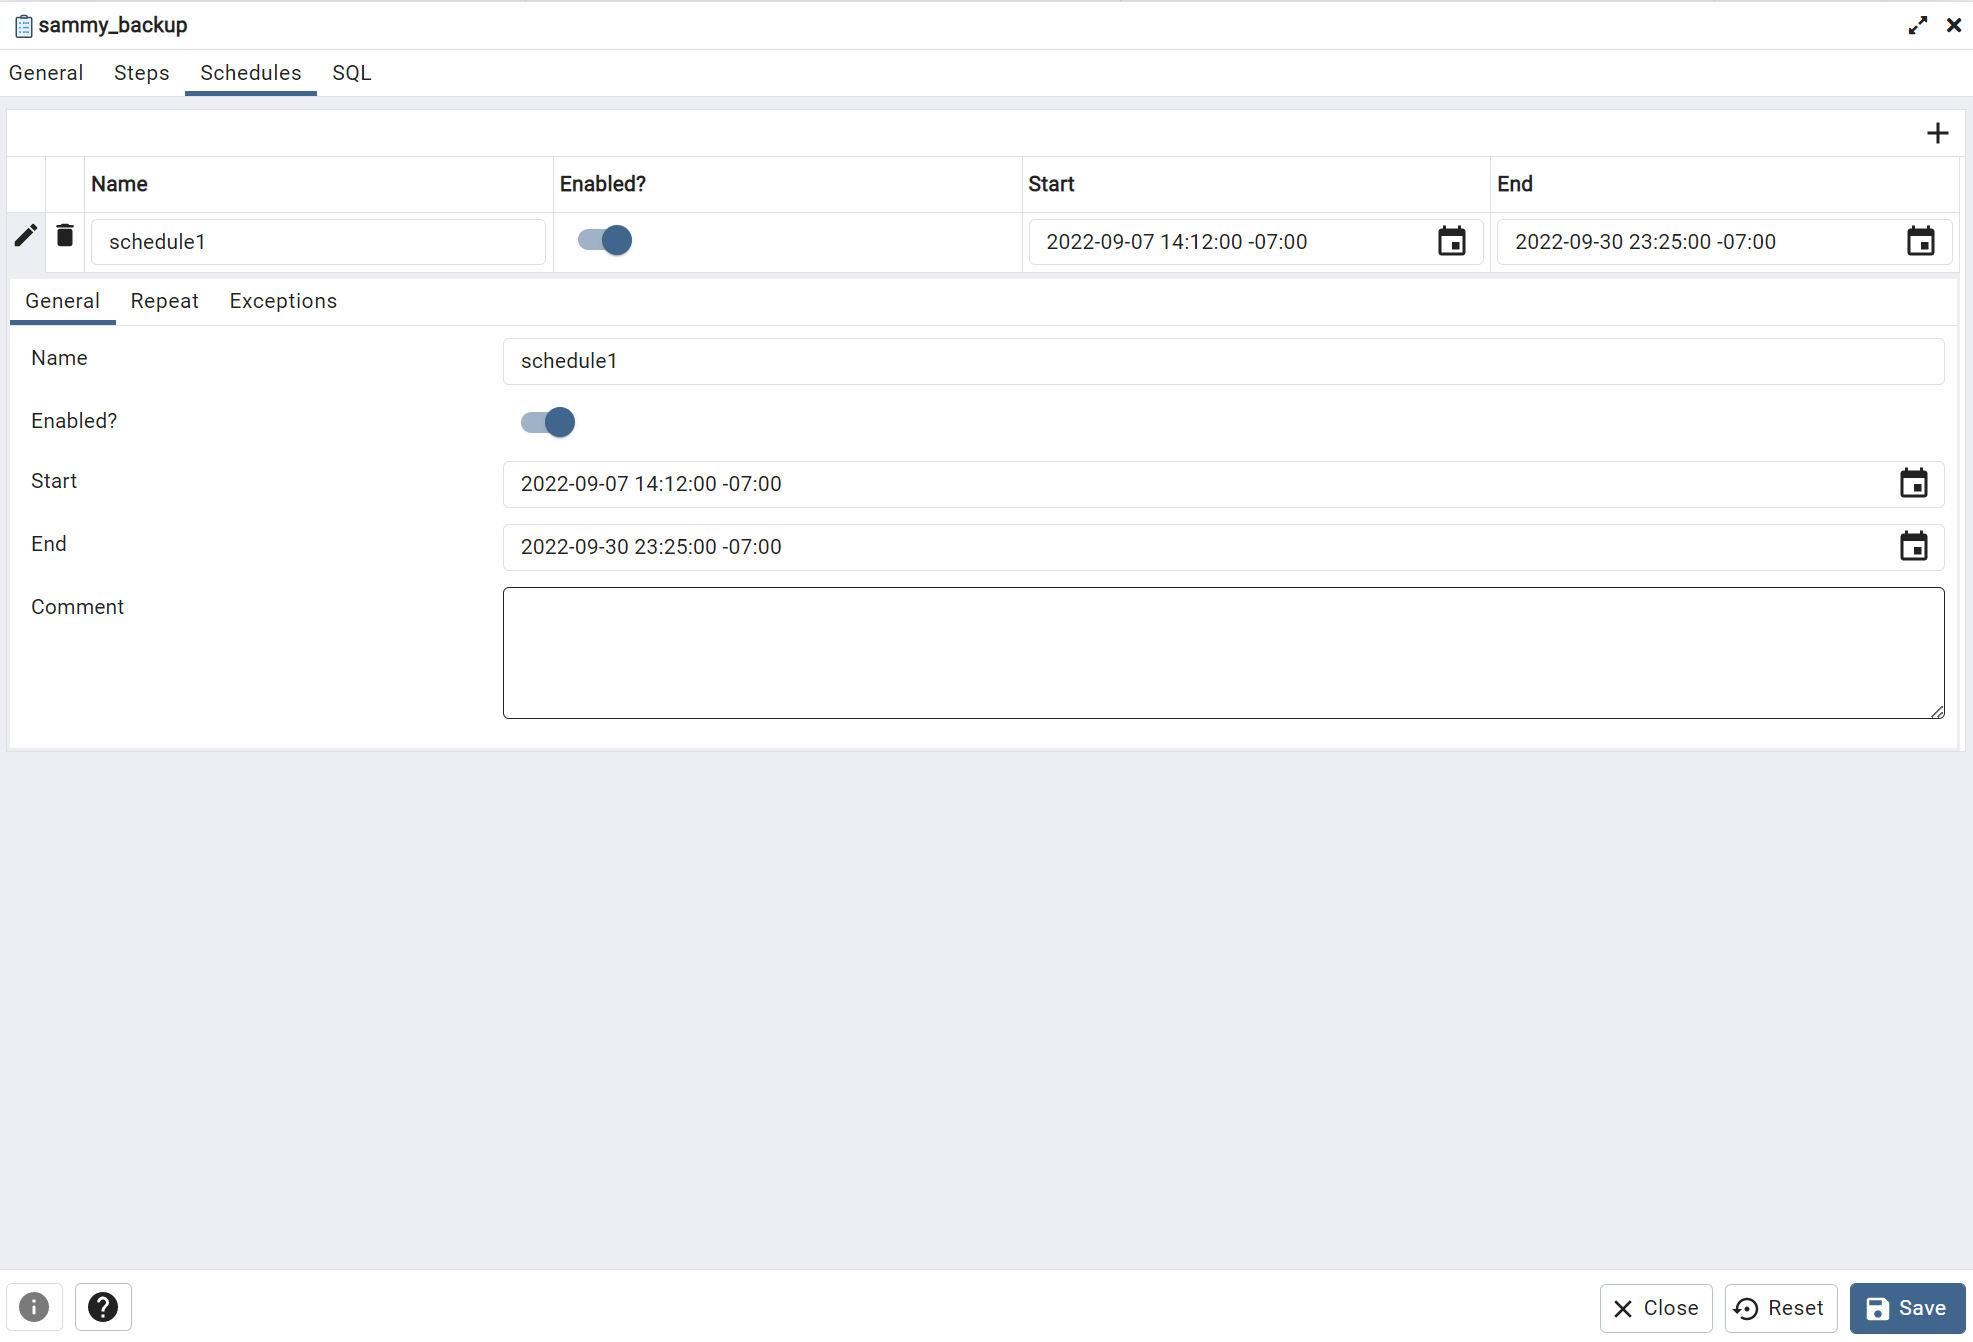 sammy_backup
General Steps Schedules SQL
Name Enabled? Start End
schedule1 2022-09-07 14:12:00 -07:00 2022-09-30 23:25:00 -07:00
General Repeat Exceptions
Name schedule1
Enabled?
Start 2022-09-07 14:12:00 -07:00
End 2022-09-30 23:25:00 -07:00
Comment
Close Reset Save